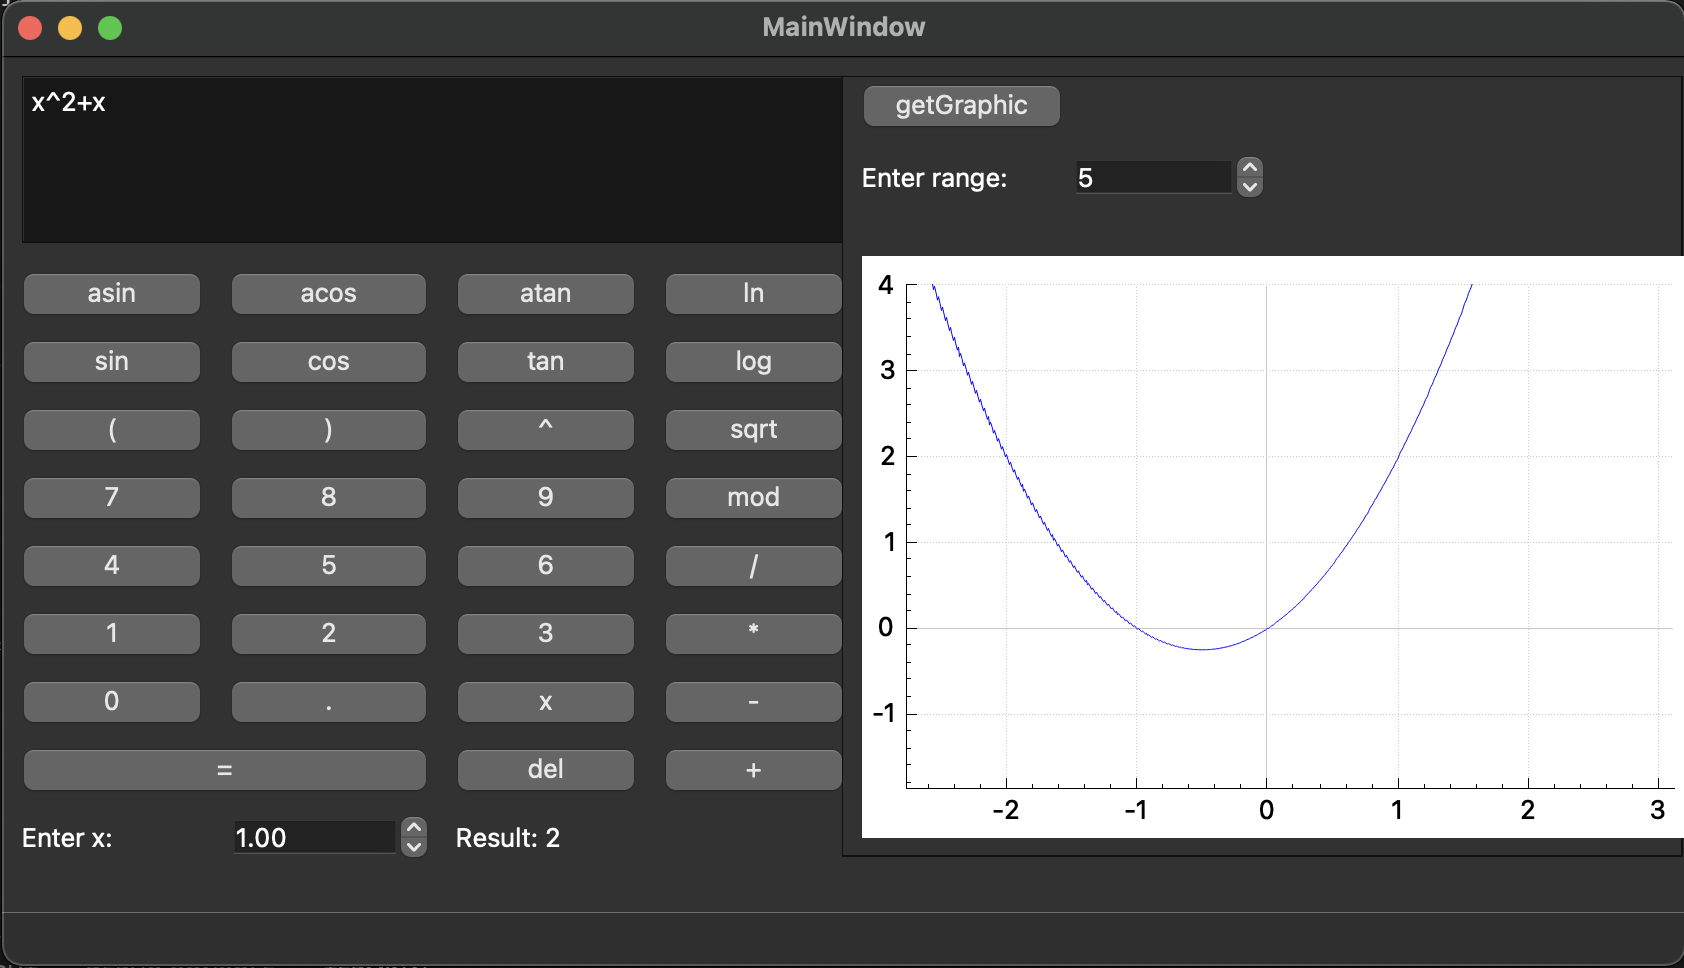 MainWindow
x^2+x
asin acos atan ln
sin cos tan log
( ) ^ sqrt
7 8 9 mod
4 5 6 /
1 2 3 *
0 . x -
= del +
Enter x: 1.00 Result: 2
getGraphic
Enter range: 5
4
3
2
1
0
-1
-2 -1 0 1 2 3